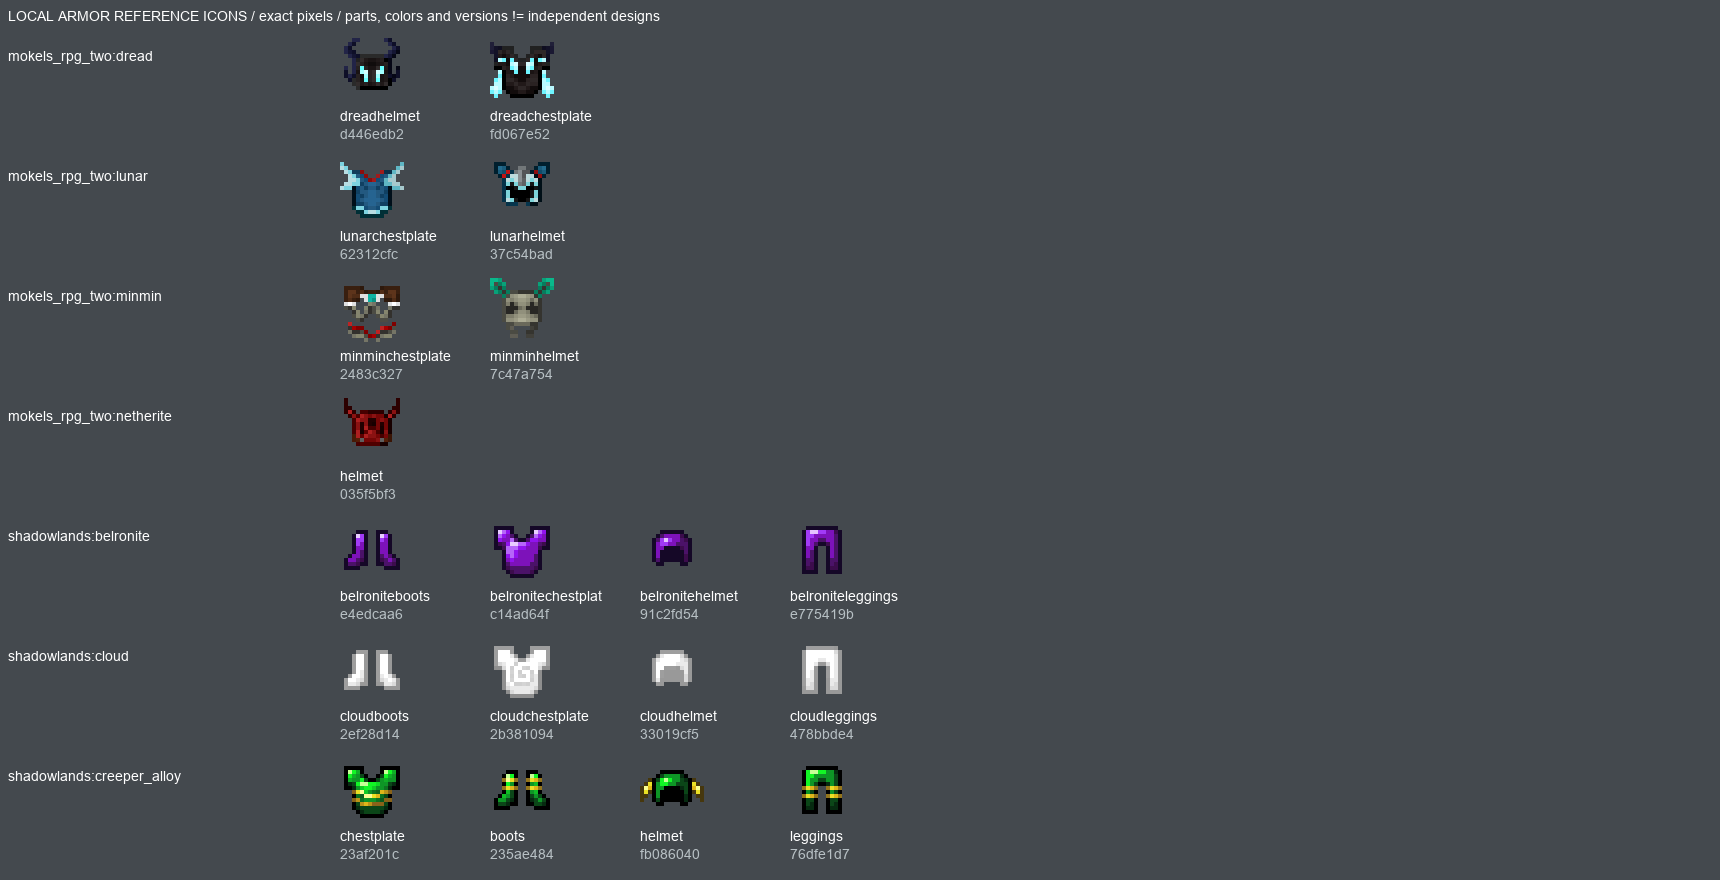 LOCAL ARMOR REFERENCE ICONS / exact pixels / parts, colors and versions != independent designs
mokels_rpg_two:dread
dreadhelmet dreadchestplate
d446edb2 fd067e52
mokels_rpg_two:lunar
lunarchestplate lunarhelmet
62312cfc 37c54bad
mokels_rpg_two:minmin
minminchestplate minminhelmet
2483c327 7c47a754
mokels_rpg_two:netherite
helmet
035f5bf3
shadowlands:belronite
belroniteboots belronitechestplat belronitehelmet belroniteleggings
e4edcaa6 c14ad64f 91c2fd54 e775419b
shadowlands:cloud
cloudboots cloudchestplate cloudhelmet cloudleggings
2ef28d14 2b381094 33019cf5 478bbde4
shadowlands:creeper_alloy
chestplate boots helmet leggings
23af201c 235ae484 fb086040 76dfe1d7